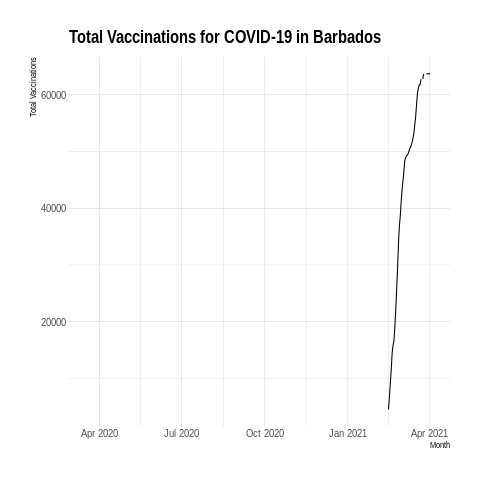 Total Vaccinations for COVID-19 in Barbados
Total Vaccinations
60000
40000
20000
Apr 2020 Jul 2020 Oct 2020 Jan 2021 Apr 2021
Month